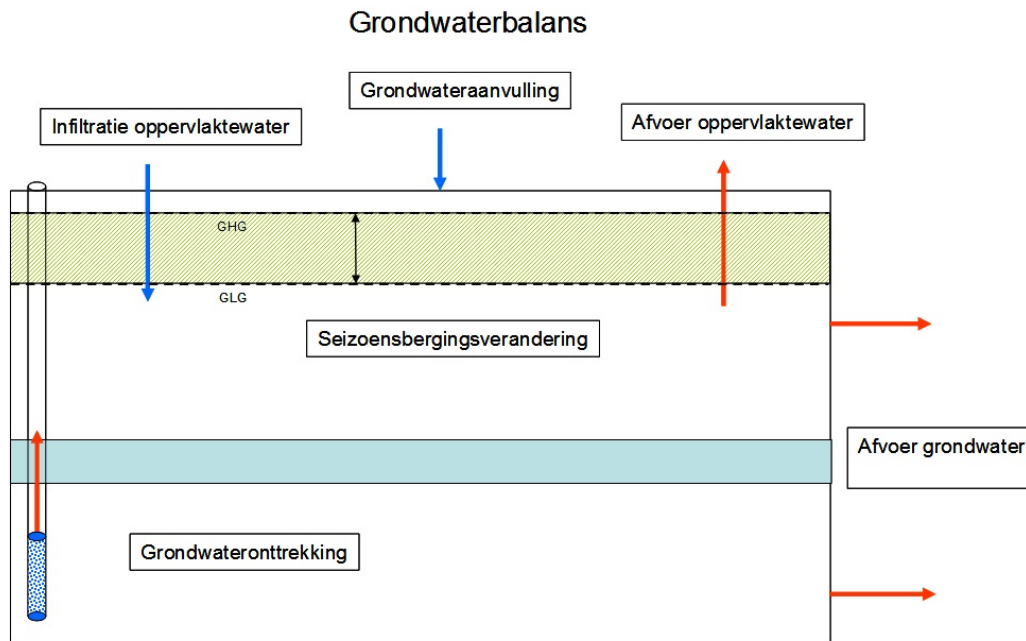 Grondwaterbalans
Grondwateraanvulling
Infiltratie oppervlaktewater
Afvoer oppervlaktewater
GHG
GLG
Seizoensbergingsverandering
Afvoer grondwater
Grondwateronttrekking